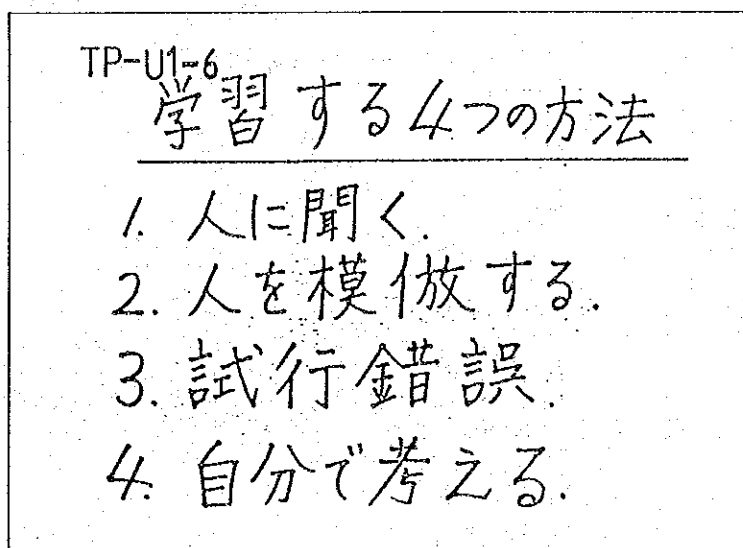 TP-U1-6
学習する4つの方法
1. 人に聞く.
2. 人を模倣する.
3. 試行錯誤.
4. 自分で考える.